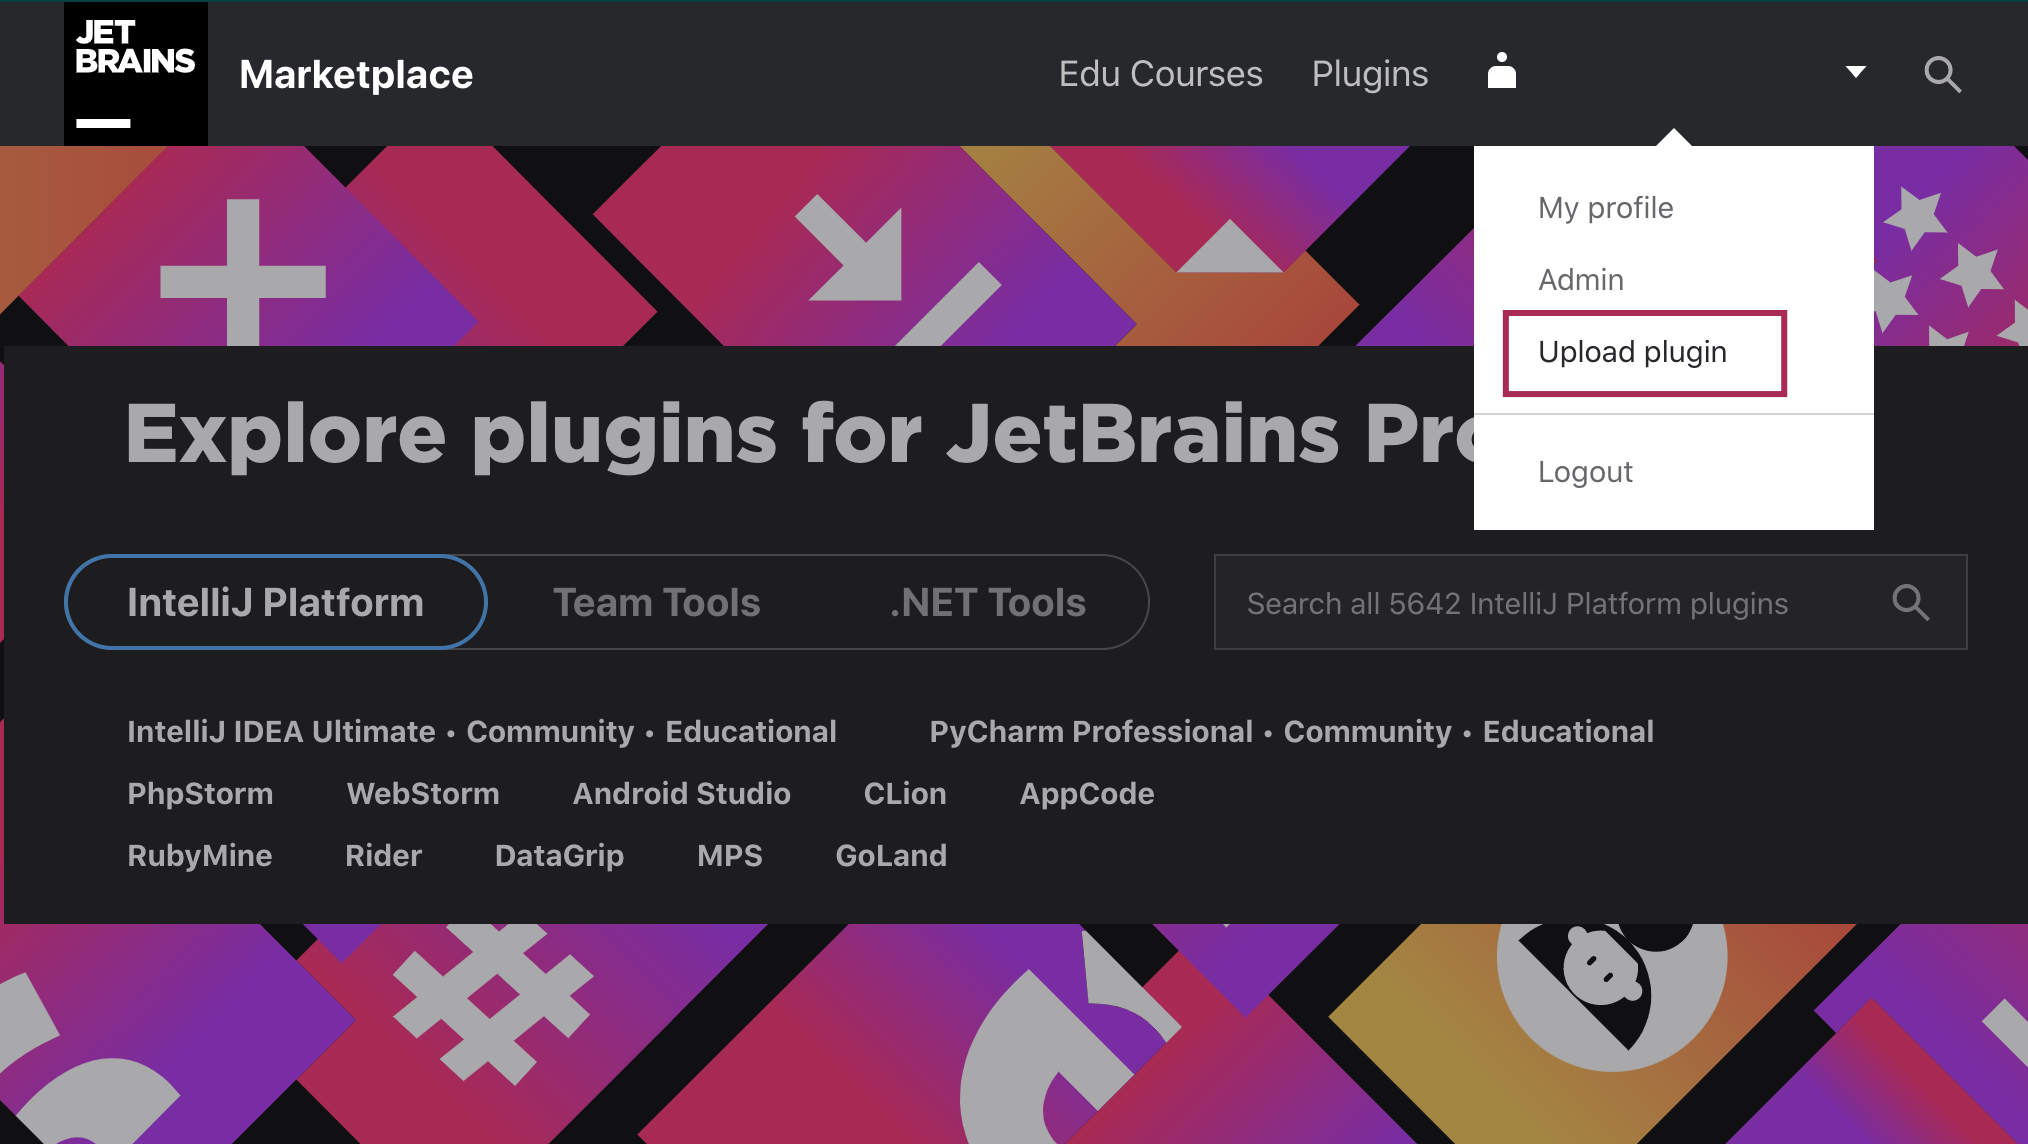 JET
BRAINS
Marketplace
Edu Courses
Plugins
My profile
Admin
Upload plugin
Logout
Explore plugins for JetBrains Pro
IntelliJ Platform
Team Tools
.NET Tools
Search all 5642 IntelliJ Platform plugins
IntelliJ IDEA Ultimate • Community • Educational
PyCharm Professional • Community • Educational
PhpStorm
WebStorm
Android Studio
CLion
AppCode
RubyMine
Rider
DataGrip
MPS
GoLand